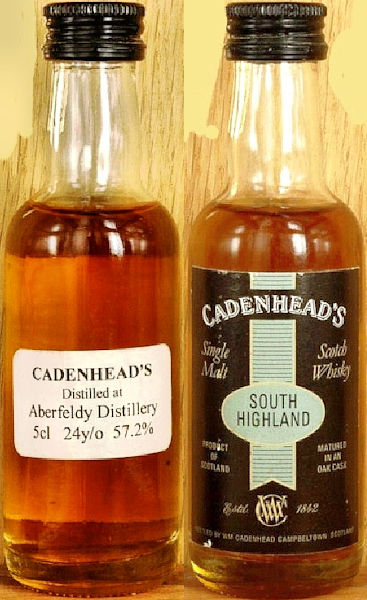 CADENHEAD'S
Distilled at
Aberfeldy Distillery
5cl 24y/o 57.2%
CADENHEAD'S
Single
Malt
Scotch
Whisky
SOUTH
HIGHLAND
PRODUCT
OF
SCOTLAND
MATURED
IN AN
OAK CASK
Estd. 1842
BOTTLED BY WM CADENHEAD CAMPBELTOWN SCOTLAND